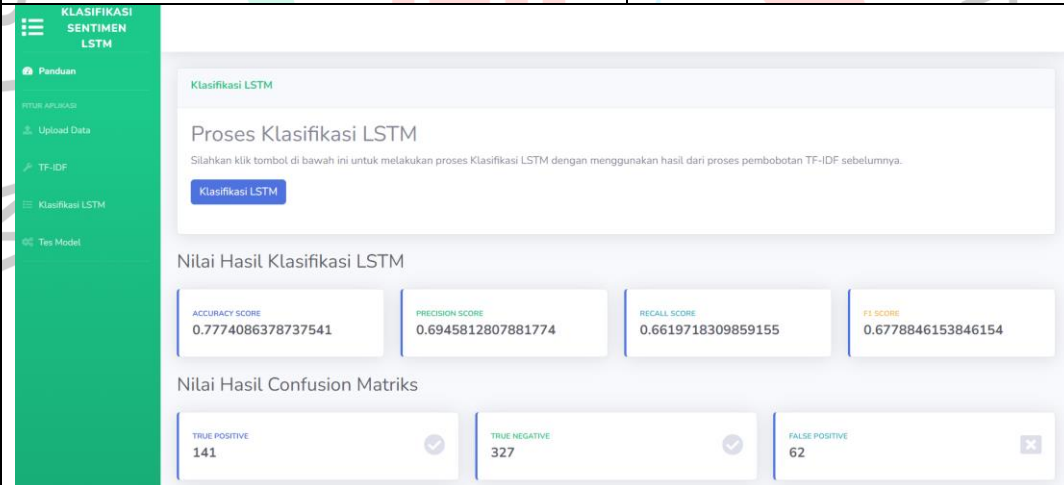 KLASIFIKASI
SENTIMEN
LSTM
Panduan
FITUR APLIKASI
Upload Data
TF-IDF
Klasifikasi LSTM
Tes Model
Klasifikasi LSTM
Proses Klasifikasi LSTM
Silahkan klik tombol di bawah ini untuk melakukan proses Klasifikasi LSTM dengan menggunakan hasil dari proses pembobotan TF-IDF sebelumnya.
Klasifikasi LSTM
Nilai Hasil Klasifikasi LSTM
ACCURACY SCORE
0.7774086378737541
PRECISION SCORE
0.6945812807881774
RECALL SCORE
0.6619718309859155
F1 SCORE
0.6778846153846154
Nilai Hasil Confusion Matriks
TRUE POSITIVE
141
TRUE NEGATIVE
327
FALSE POSITIVE
62